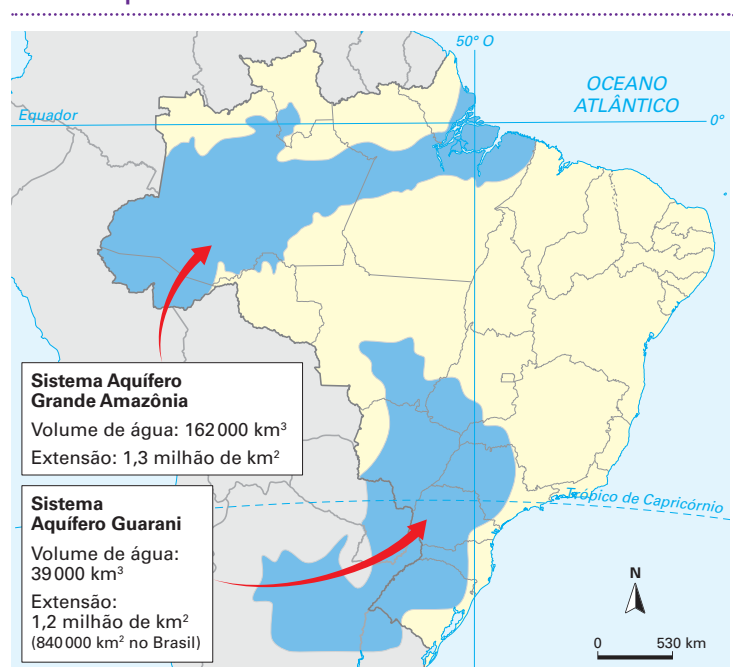 50° O
OCEANO
ATLÂNTICO
Equador
0°
Sistema Aquífero
Grande Amazônia
Volume de água: 162 000 km³
Extensão: 1,3 milhão de km²
Sistema
Aquífero Guarani
Volume de água:
39 000 km³
Extensão:
1,2 milhão de km²
(840 000 km² no Brasil)
Trópico de Capricórnio
N
0 530 km